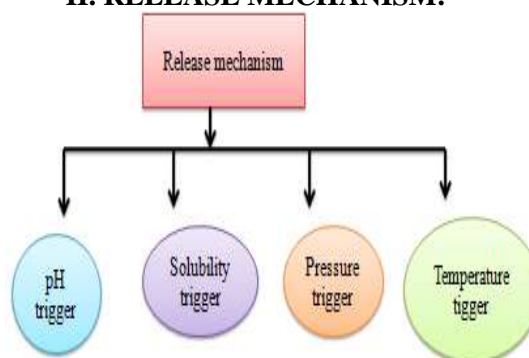 II. RELEASE MECHANISM:
Release mechanism
pH
trigger
Solubility
trigger
Pressure
trigger
Temperature
tigger